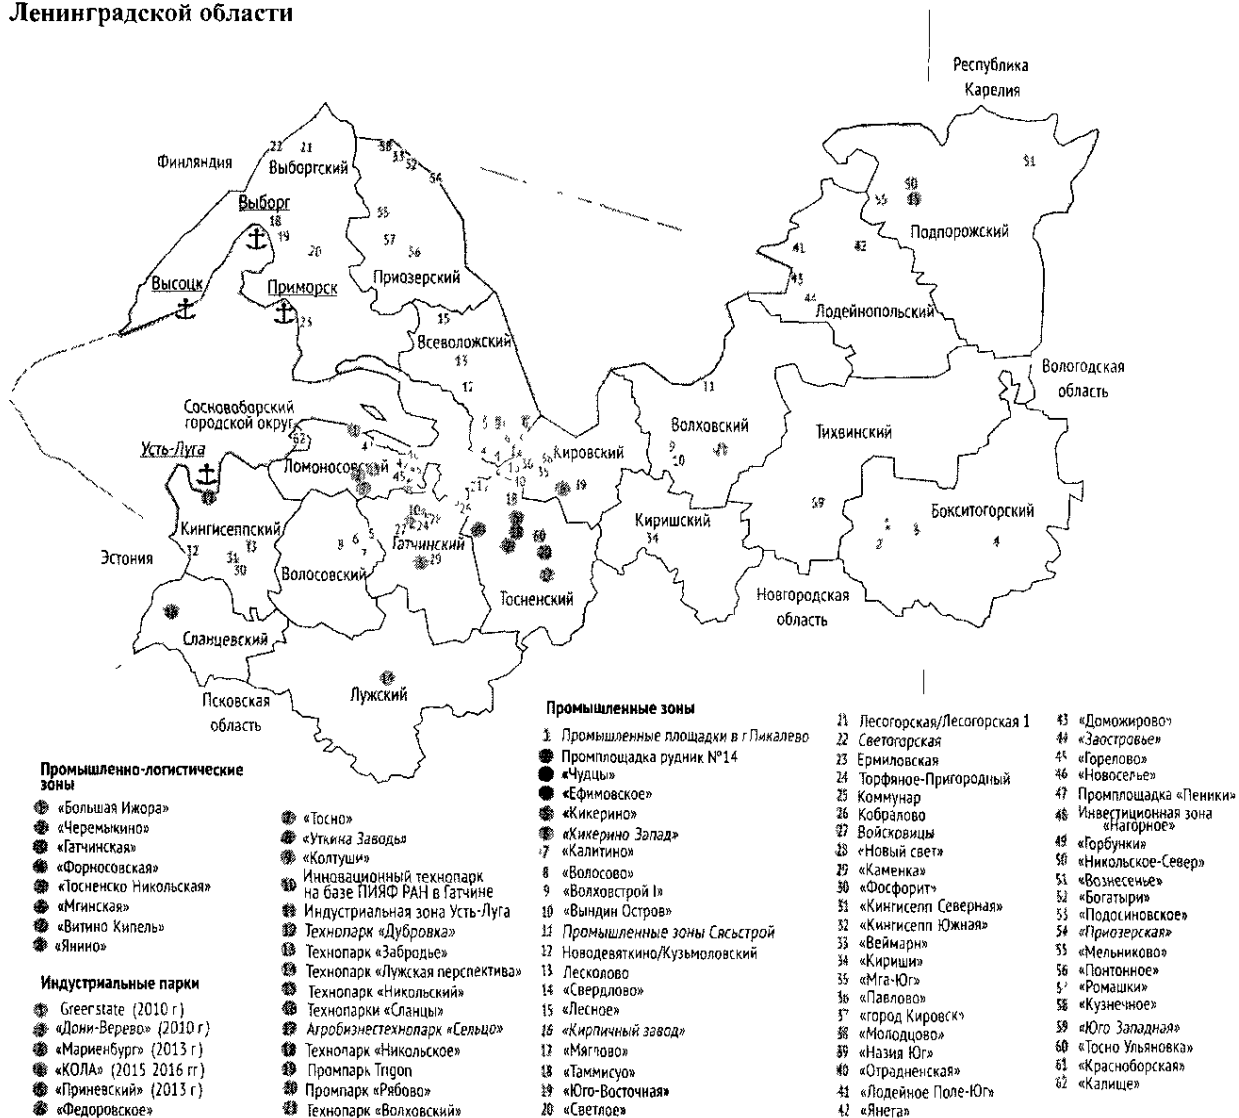 Ленинградской области
Республика
Карелия
Финляндия
Выборгский
Выборг
Высоцк
Приморск
Приозерский
Подпорожский
Лодейнопольский
Всеволожский
Вологодская
область
Сосновоборский
городской округ
Усть-Луга
Ломоносовский
Кировский
Волховский
Тихвинский
Бокситогорский
Кингисеппский
Киришский
Гатчинский
Эстония
Волосовский
Тосненский
Новгородская
область
Сланцевский
Псковская
область
Лужский
Промышленно-логистические
зоны
«Большая Ижора»
«Черемыкино»
«Гатчинская»
«Форносовская»
«Тосненско Никольская»
«Мгинская»
«Витино Кипель»
«Янино»
Индустриальные парки
Greenstate (2010 г)
«Дони-Верево» (2010 г)
«Мариенбург» (2013 г)
«КОЛА» (2015 2016 гг)
«Приневский» (2013 г)
«Федоровское»
«Тосно»
«Уткина Заводь»
«Колтуши»
10 Инновационный технопарк
на базе ПИЯФ РАН в Гатчине
Индустриальная зона Усть-Луга
Технопарк «Дубровка»
Технопарк «Забродье»
Технопарк «Лужская перспектива»
Технопарк «Никольский»
Технопарки «Сланцы»
Агробизнестехнопарк «Сельцо»
Технопарк «Никольское»
Промпарк Trigon
Промпарк «Рябово»
Технопарк «Волховский»
Промышленные зоны
1 Промышленные площадки в г Пикалево
Промплощадка рудник №14
«Чудцы»
«Ефимовское»
«Кикерино»
«Кикерино Запад»
7 «Калитино»
8 «Волосово»
9 «Волховстрой I»
10 «Вындин Остров»
11 Промышленные зоны Сясьстрой
12 Новодевяткино/Кузьмоловский
13 Лесколово
14 «Свердлово»
15 «Лесное»
16 «Кирпичный завод»
17 «Мяглово»
18 «Таммисуо»
19 «Юго-Восточная»
20 «Светлое»
21 Лесогорская/Лесогорская 1
22 Светогорская
23 Ермиловская
24 Торфяное-Пригородный
25 Коммунар
26 Кобралово
27 Войсковицы
28 «Новый свет»
29 «Каменка»
30 «Фосфорит»
31 «Кингисепп Северная»
32 «Кингисепп Южная»
33 «Веймарн»
34 «Кириши»
35 «Мга-Юг»
36 «Павлово»
37 «город Кировск»
38 «Молодцово»
39 «Назия Юг»
40 «Отрадненская»
41 «Лодейное Поле-Юг»
42 «Янега»
43 «Доможирово»
44 «Заостровье»
45 «Горелово»
46 «Новоселье»
47 Промплощадка «Пеники»
48 Инвестиционная зона
«Нагорное»
49 «Горбунки»
50 «Никольское-Север»
51 «Вознесенье»
52 «Богатыри»
53 «Подосиновское»
54 «Приозерская»
55 «Мельниково»
56 «Понтонное»
57 «Ромашки»
58 «Кузнечное»
59 «Юго Западная»
60 «Тосно Ульяновка»
61 «Красноборская»
62 «Калище»